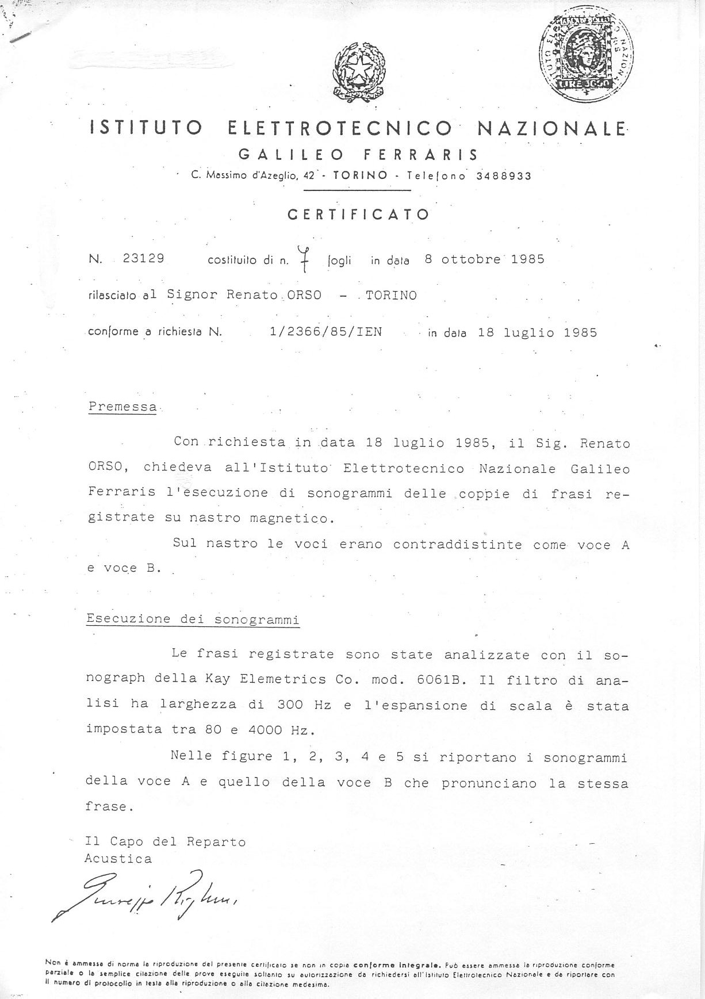 MARCA DA BOLLO
LIRE 3000
ISTITUTO ELETTROTECNICO NAZIONALE
GALILEO FERRARIS
C. Massimo d'Azeglio, 42 - TORINO - Telefono 3488933
CERTIFICATO
N. 23129 costituito di n. 7 fogli in data 8 ottobre 1985
rilasciato al Signor Renato ORSO - TORINO
conforme a richiesta N. 1/2366/85/IEN in data 18 luglio 1985
Premessa
Con richiesta in data 18 luglio 1985, il Sig. Renato
ORSO, chiedeva all'Istituto Elettrotecnico Nazionale Galileo
Ferraris l'esecuzione di sonogrammi delle coppie di frasi re-
gistrate su nastro magnetico.
Sul nastro le voci erano contraddistinte come voce A
e voce B.
Esecuzione dei sonogrammi
Le frasi registrate sono state analizzate con il so-
nograph della Kay Elemetrics Co. mod. 6061B. Il filtro di ana-
lisi ha larghezza di 300 Hz e l'espansione di scala è stata
impostata tra 80 e 4000 Hz.
Nelle figure 1, 2, 3, 4 e 5 si riportano i sonogrammi
della voce A e quello della voce B che pronunciano la stessa
frase.
Il Capo del Reparto
Acustica
Non è ammessa di norma la riproduzione del presente certificato se non in copia conforme integrale. Può essere ammessa la riproduzione conforme
parziale o la semplice citazione delle prove eseguite soltanto su autorizzazione da richiedersi all'Istituto Elettrotecnico Nazionale e da riportare con
il numero di protocollo in testa alla riproduzione o alla citazione medesima.